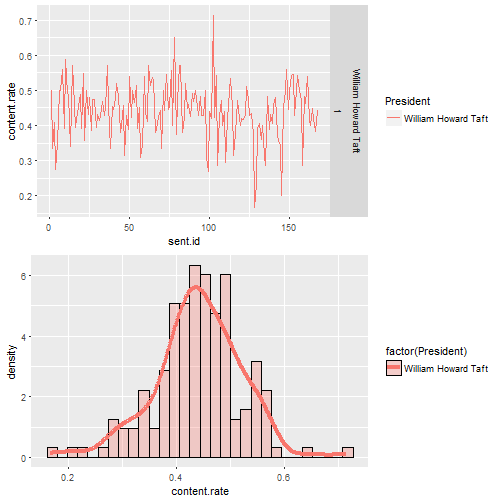 0.7
0.6
0.5
0.4
0.3
0.2
content.rate
0 50 100 150
sent.id
William Howard Taft
1
President
William Howard Taft
6
4
2
0
density
0.2 0.4 0.6
content.rate
factor(President)
William Howard Taft